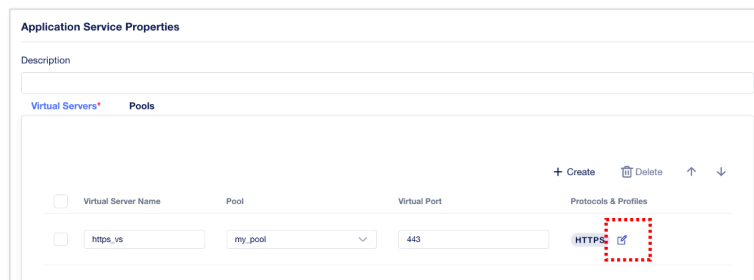 Application Service Properties
Description
Virtual Servers* Pools
+ Create Delete
Virtual Server Name Pool Virtual Port Protocols & Profiles
https_vs my_pool 443 HTTPS